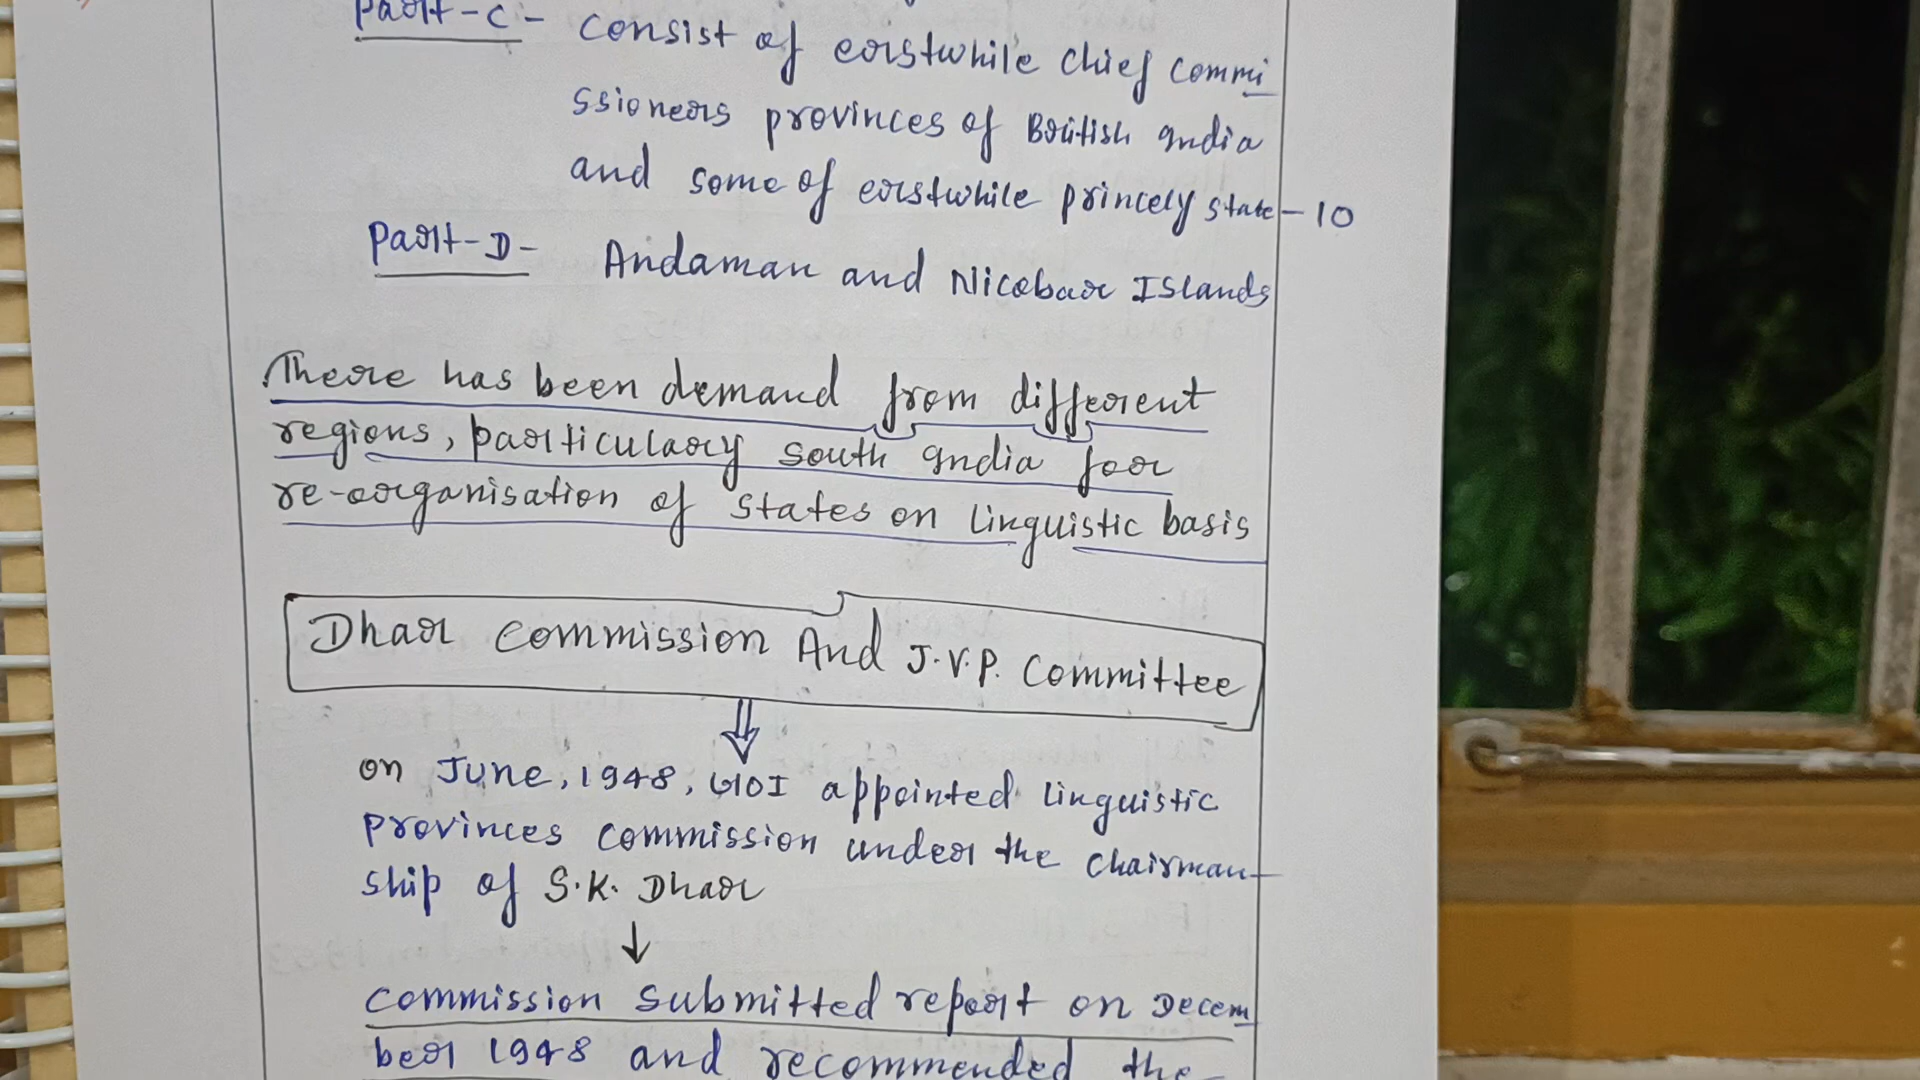 Part-C- Consist of erstwhile Chief Commi
ssioners provinces of British India
and some of erstwhile princely state-10
Part-D- Andaman and Nicobar Islands
There has been demand from different
regions, particulary South India for
re-organisation of states on linguistic basis
Dhar Commission And J.V.P. Committee
on June, 1948, GOI appointed linguistic
provinces commission under the chairman-
ship of S.K. Dhar
Commission submitted report on Decem
ber 1948 and recommended the